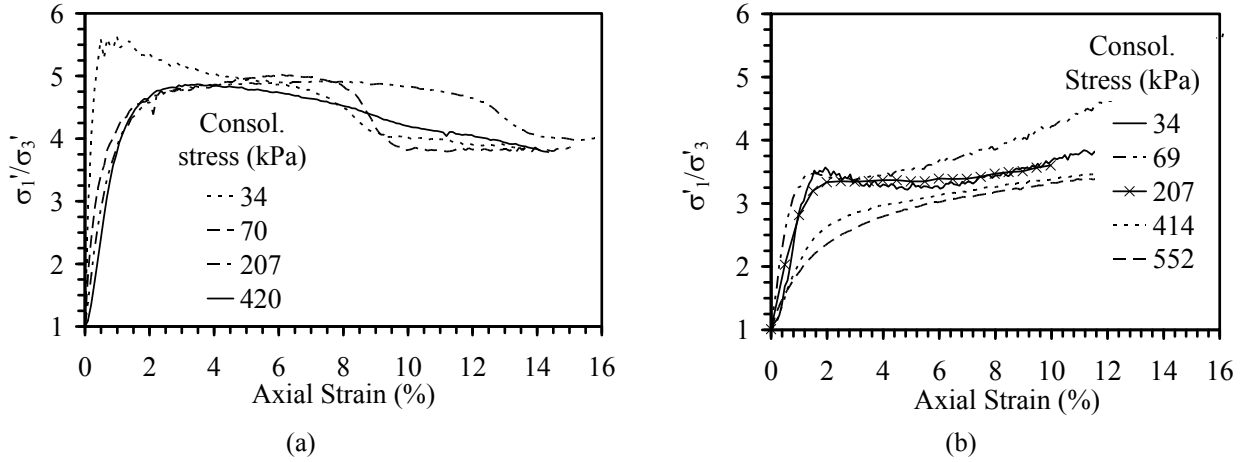 6
5
4
3
2
1
σ1'/σ3'
Consol.
stress (kPa)
34
70
207
420
0 2 4 6 8 10 12 14 16
Axial Strain (%)
(a)
6
5
4
3
2
1
σ'1/σ'3
Consol.
Stress (kPa)
34
69
207
414
552
0 2 4 6 8 10 12 14 16
Axial Strain (%)
(b)